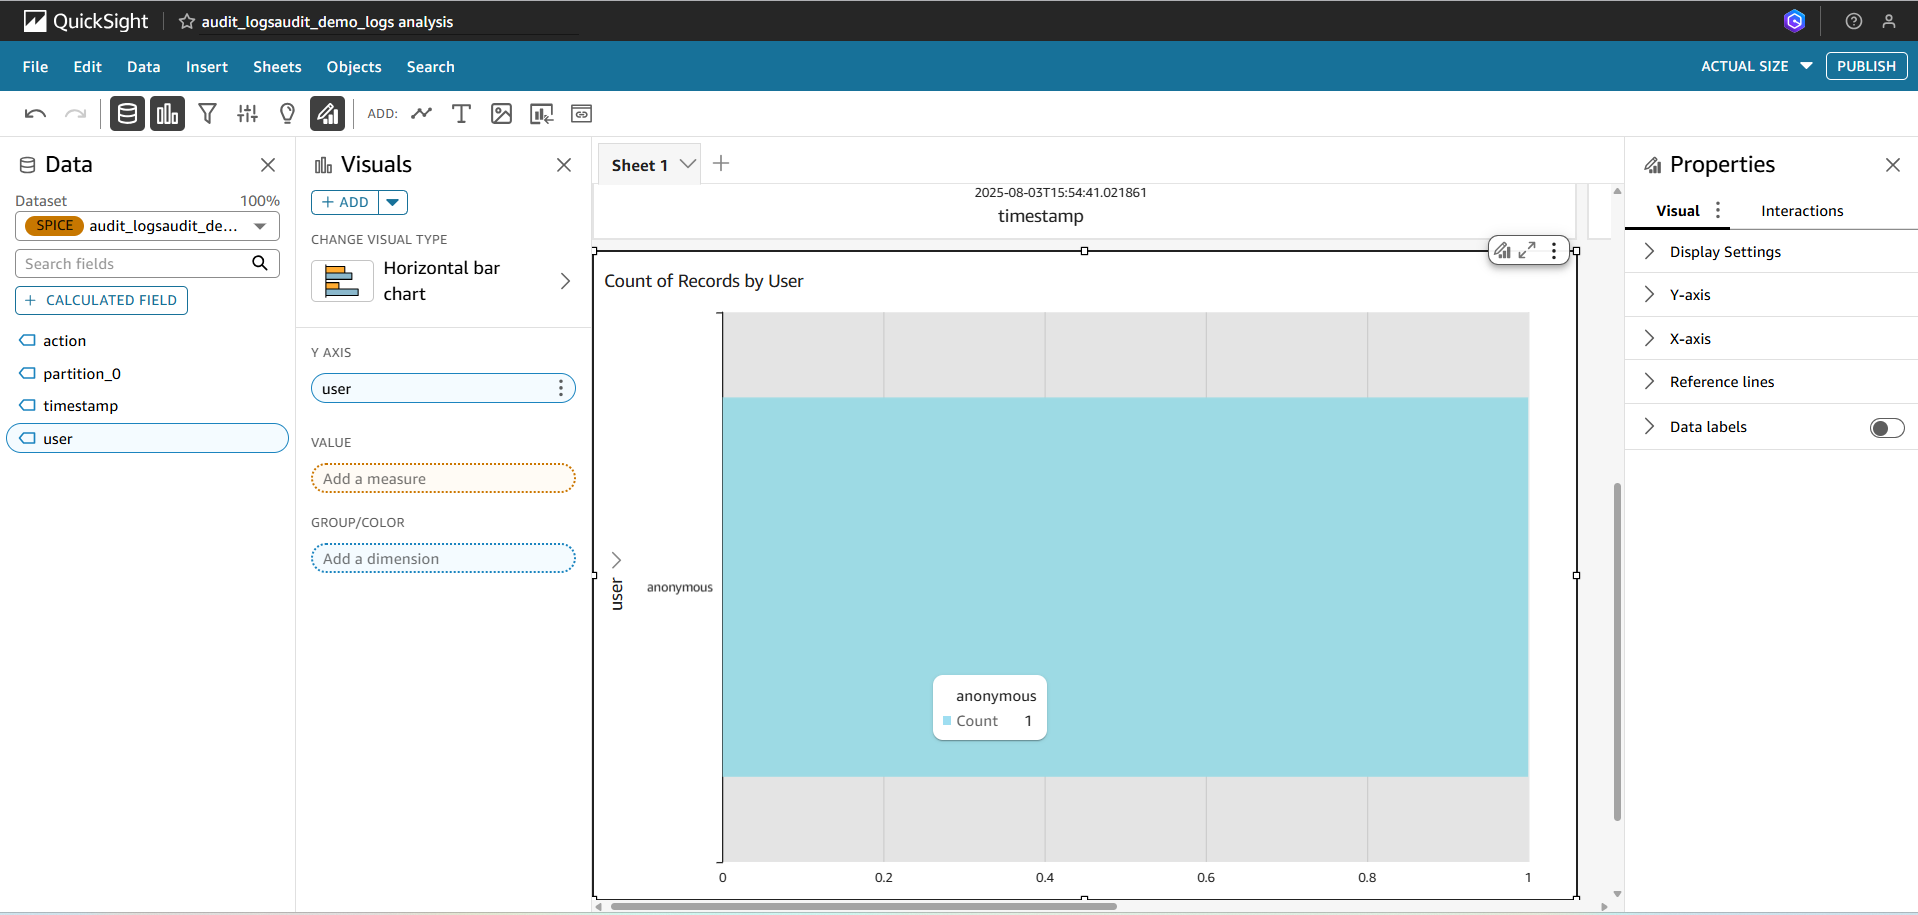 QuickSight
audit_logsaudit_demo_logs analysis
File
Edit
Data
Insert
Sheets
Objects
Search
ACTUAL SIZE
PUBLISH
ADD:
Data
Dataset
100%
SPICE
audit_logsaudit_de...
Search fields
+ CALCULATED FIELD
action
partition_0
timestamp
user
Visuals
+ ADD
CHANGE VISUAL TYPE
Horizontal bar
chart
Y AXIS
user
VALUE
Add a measure
GROUP/COLOR
Add a dimension
Sheet 1
2025-08-03T15:54:41.021861
timestamp
Count of Records by User
user
anonymous
anonymous
Count 1
0
0.2
0.4
0.6
0.8
1
Properties
Visual
Interactions
Display Settings
Y-axis
X-axis
Reference lines
Data labels